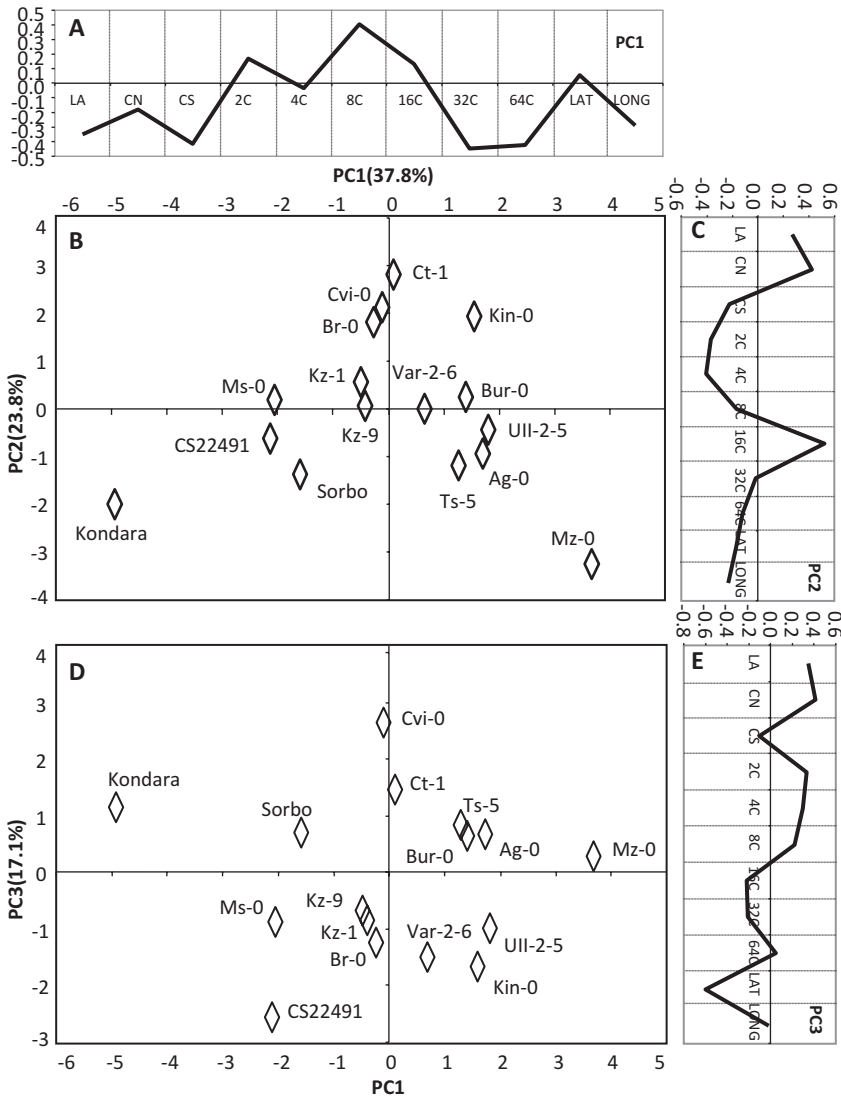 A
PC1
0.5
0.4
0.3
0.2
0.1
0.0
-0.1
-0.2
-0.3
-0.4
-0.5
LA CN CS 2C 4C 8C 16C 32C 64C LAT LONG
PC1(37.8%)
-6 -5 -4 -3 -2 -1 0 1 2 3 4 5
B
PC2(23.8%)
4
3
2
1
0
-1
-2
-3
-4
Ct-1
Cvi-0
Kin-0
Br-0
Kz-1
Var-2-6
Ms-0
Bur-0
Kz-9
UII-2-5
CS22491
Ag-0
Sorbo
Ts-5
Kondara
Mz-0
C
-0.6 -0.4 -0.2 0.0 0.2 0.4 0.6
LA
CN
CS
2C
4C
8C
16C
32C
64C
LAT
LONG
PC2
D
PC3(17.1%)
4
3
2
1
0
-1
-2
-3
Cvi-0
Kondara
Ct-1
Sorbo
Ts-5
Bur-0
Ag-0
Mz-0
Kz-9
Ms-0
Kz-1
Var-2-6
UII-2-5
Br-0
Kin-0
CS22491
-6 -5 -4 -3 -2 -1 0 1 2 3 4 5
PC1
E
-0.8 -0.6 -0.4 -0.2 0.0 0.2 0.4 0.6
LA
CN
CS
2C
4C
8C
16C
32C
64C
LAT
LONG
PC3